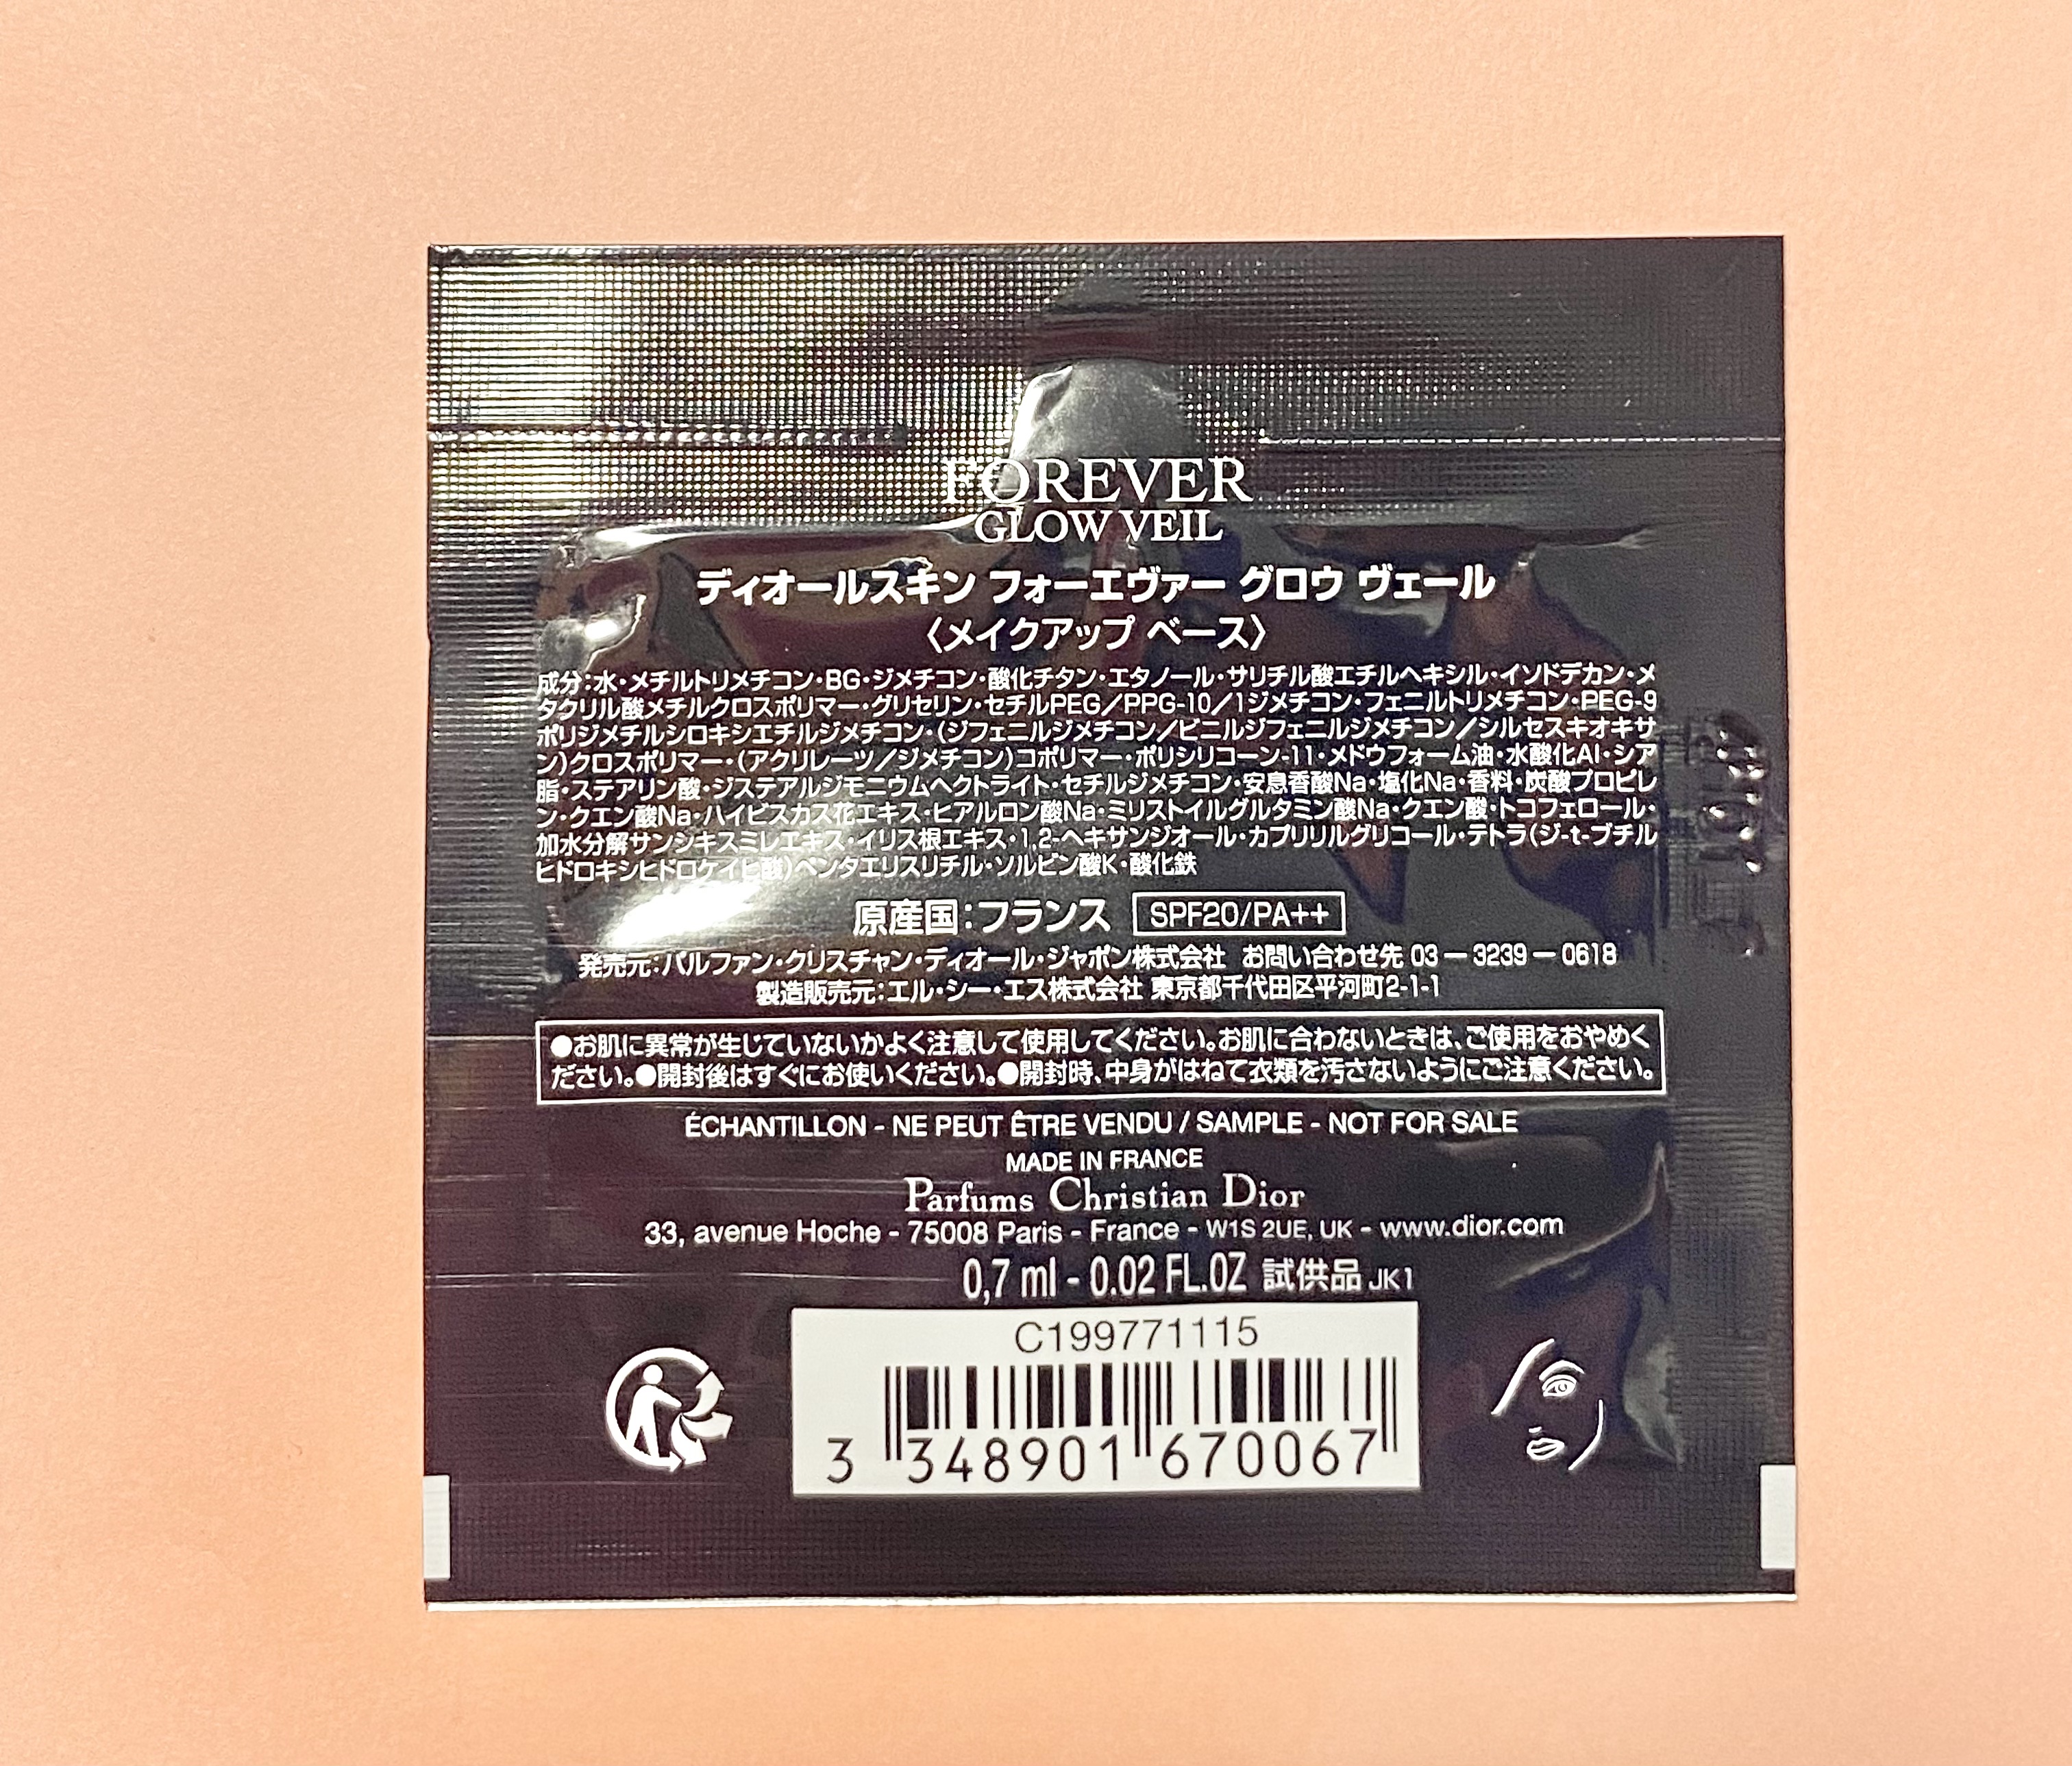 FOREVER
GLOW VEIL
ディオールスキン フォーエヴァー グロウ ヴェール
〈メイクアップ ベース〉
成分:水・メチルトリメチコン・BG・ジメチコン・酸化チタン・エタノール・サリチル酸エチルヘキシル・イソドデカン・メ
タクリル酸メチルクロスポリマー・グリセリン・セチルPEG/PPG-10/1ジメチコン・フェニルトリメチコン・PEG-9
ポリジメチルシロキシエチルジメチコン・(ジフェニルジメチコン/ビニルジフェニルジメチコン/シルセスキオキサ
ン)クロスポリマー・(アクリレーツ/ジメチコン)コポリマー・ポリシリコーン-11・メドウフォーム油・水酸化Al・シア
脂・ステアリン酸・ジステアルジモニウムヘクトライト・セチルジメチコン・安息香酸Na・塩化Na・香料・炭酸プロピレ
ン・クエン酸Na・ハイビスカス花エキス・ヒアルロン酸Na・ミリストイルグルタミン酸Na・クエン酸・トコフェロール・
加水分解サンシキスミレエキス・イリス根エキス・1,2-ヘキサンジオール・カプリリルグリコール・テトラ(ジ-t-ブチル
ヒドロキシヒドロケイヒ酸)ペンタエリスリチル・ソルビン酸K・酸化鉄
原産国:フランス SPF20/PA++
発売元:パルファン・クリスチャン・ディオール・ジャポン株式会社 お問い合わせ先 03－3239－0618
製造販売元:エル・シー・エス株式会社 東京都千代田区平河町2-1-1
●お肌に異常が生じていないかよく注意して使用してください。お肌に合わないときは、ご使用をおやめく
ださい。●開封後はすぐにお使いください。●開封時、中身がはねて衣類を汚さないようにご注意ください。
ÉCHANTILLON - NE PEUT ÊTRE VENDU / SAMPLE - NOT FOR SALE
MADE IN FRANCE
Parfums Christian Dior
33, avenue Hoche - 75008 Paris - France - W1S 2UE, UK - www.dior.com
0,7 ml - 0.02 FL.OZ 試供品 JK1
C199771115
3 348901 670067